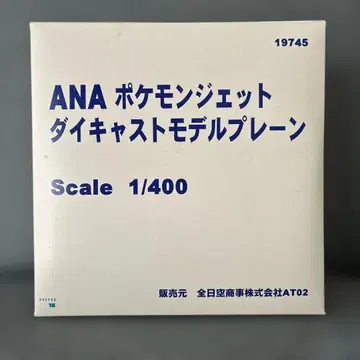 19745
ANA ポケモンジェット
ダイキャストモデルプレーン
Scale 1/400
販売元 全日空商事株式会社AT02
16